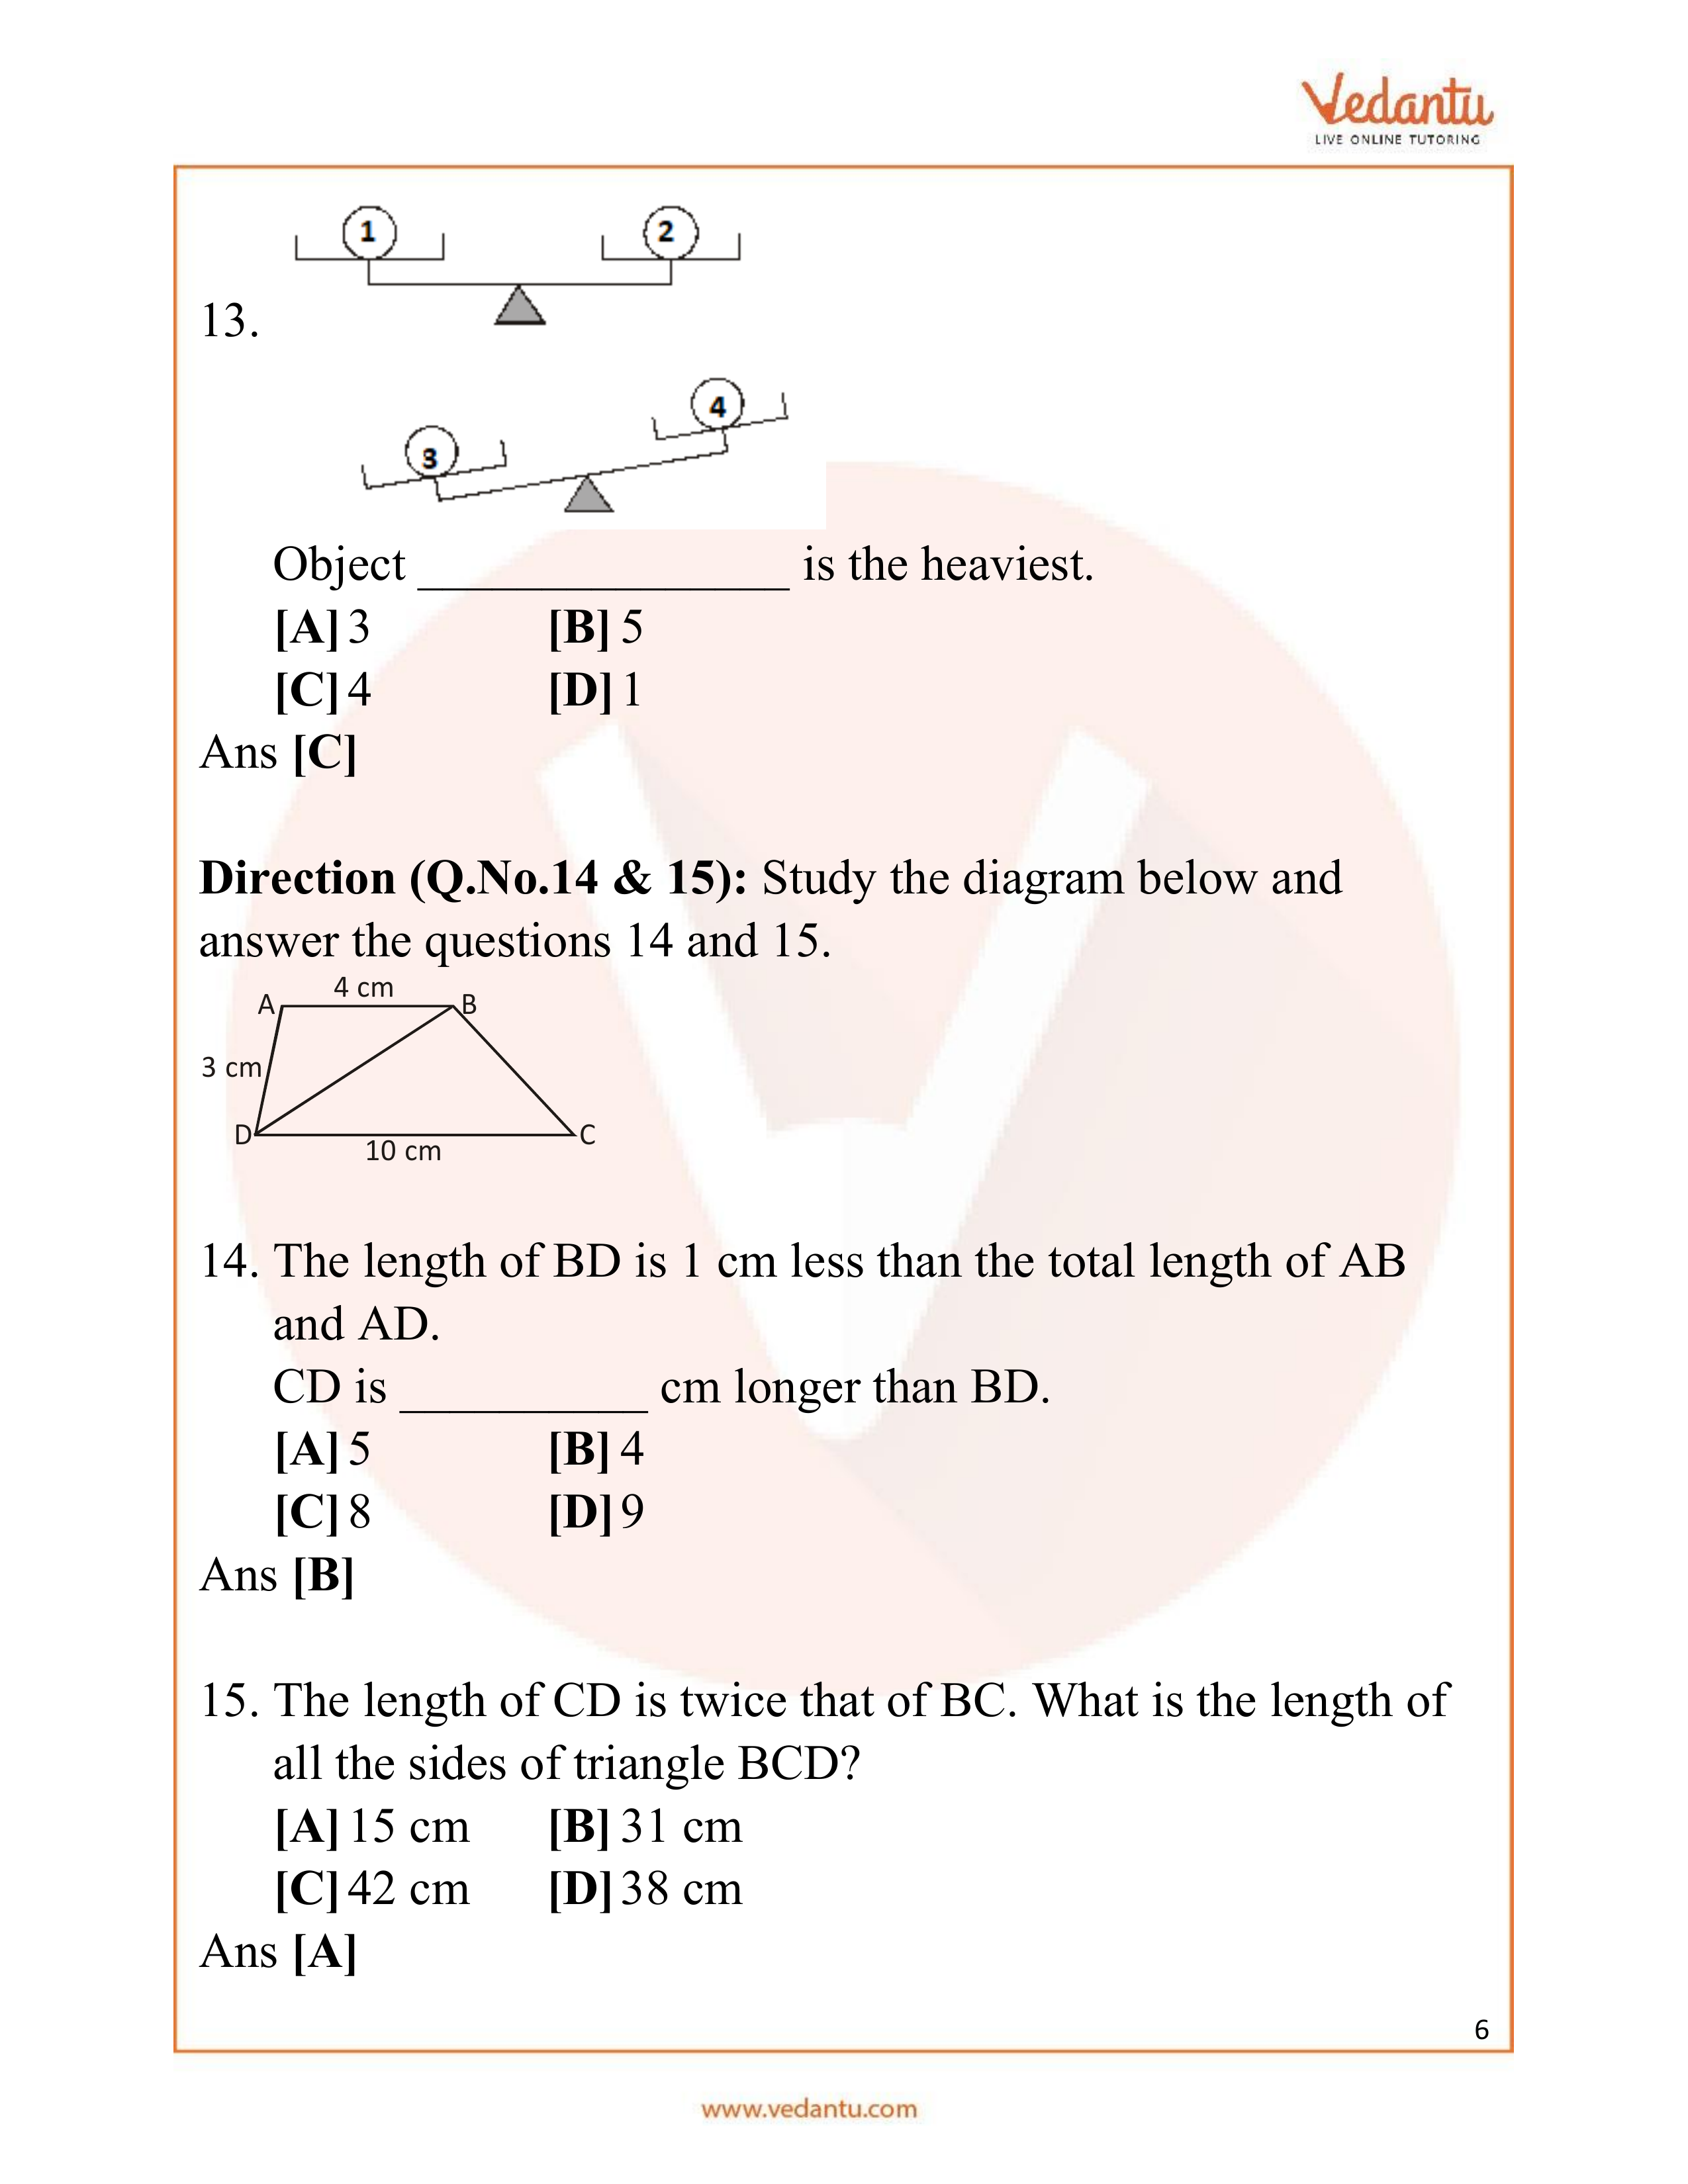 Vedantu
LIVE ONLINE TUTORING
1 2
13.
4
3
Object _______________ is the heaviest.
[A] 3 [B] 5
[C] 4 [D] 1
Ans [C]
Direction (Q.No.14 & 15): Study the diagram below and
answer the questions 14 and 15.
4 cm
A B
3 cm
D C
10 cm
14. The length of BD is 1 cm less than the total length of AB
and AD.
CD is __________ cm longer than BD.
[A] 5 [B] 4
[C] 8 [D] 9
Ans [B]
15. The length of CD is twice that of BC. What is the length of
all the sides of triangle BCD?
[A] 15 cm [B] 31 cm
[C] 42 cm [D] 38 cm
Ans [A]
6
www.vedantu.com